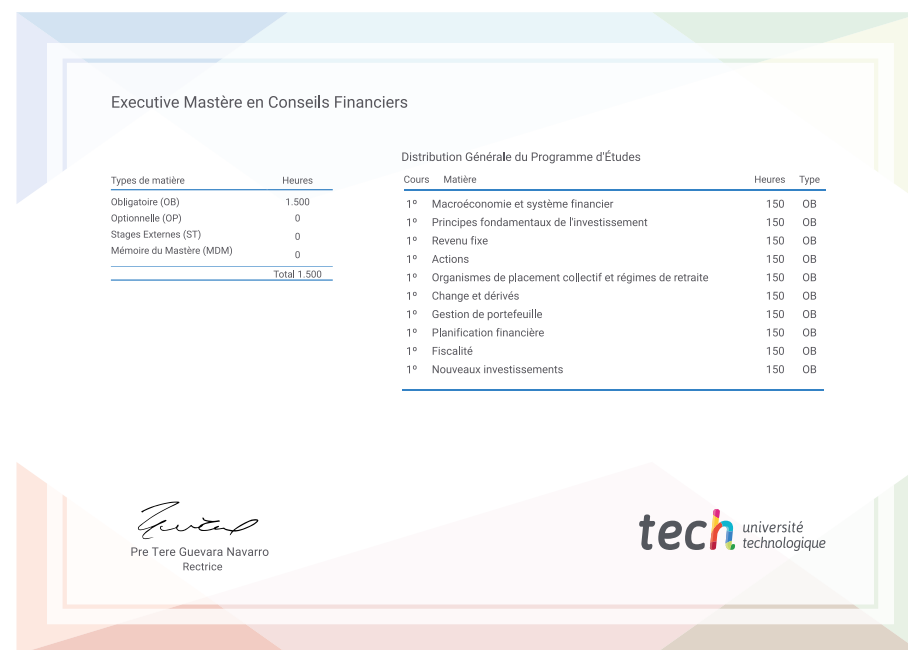 Executive Mastère en Conseils Financiers
Types de matière Heures
Obligatoire (OB) 1.500
Optionnelle (OP) 0
Stages Externes (ST) 0
Mémoire du Mastère (MDM) 0
Total 1.500
Distribution Générale du Programme d'Études
Cours Matière Heures Type
1º Macroéconomie et système financier 150 OB
1º Principes fondamentaux de l'investissement 150 OB
1º Revenu fixe 150 OB
1º Actions 150 OB
1º Organismes de placement collectif et régimes de retraite 150 OB
1º Change et dérivés 150 OB
1º Gestion de portefeuille 150 OB
1º Planification financière 150 OB
1º Fiscalité 150 OB
1º Nouveaux investissements 150 OB
Pre Tere Guevara Navarro
Rectrice
tech université
technologique